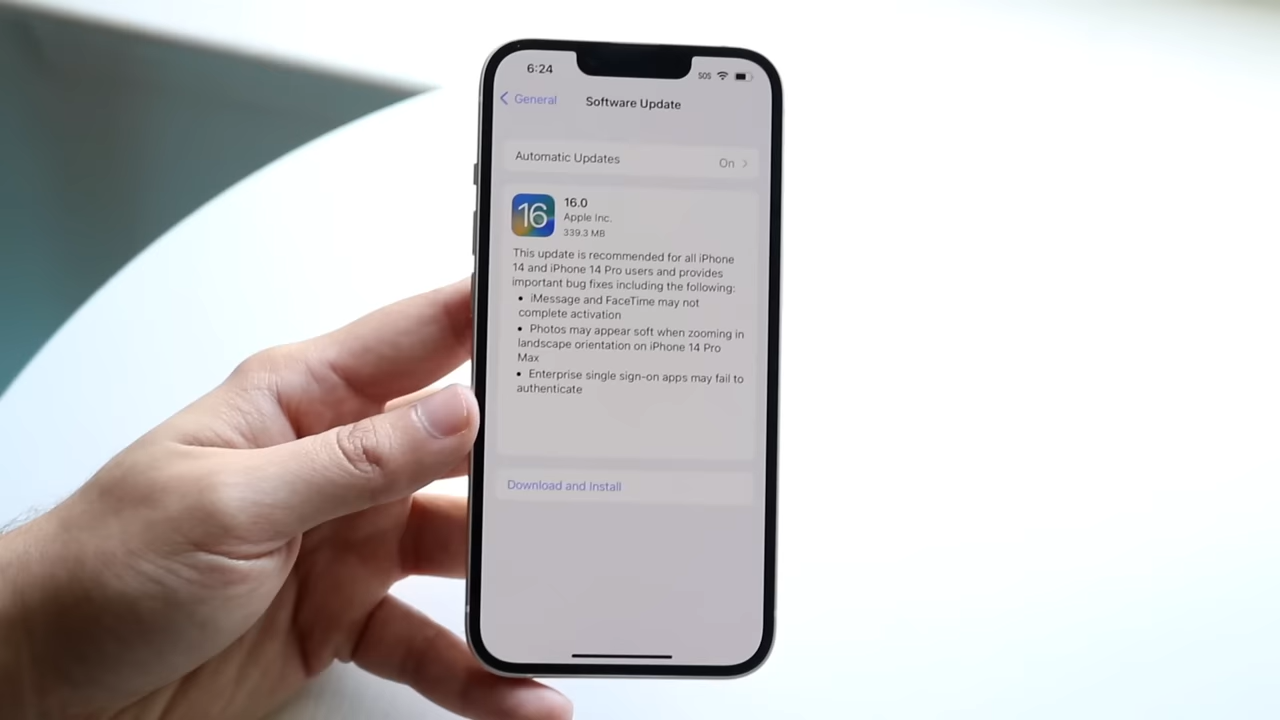 6:24 SOS
General Software Update
Automatic Updates On
16
16.0
Apple Inc.
339.3 MB
This update is recommended for all iPhone
14 and iPhone 14 Pro users and provides
important bug fixes including the following:
• iMessage and FaceTime may not
complete activation
• Photos may appear soft when zooming in
landscape orientation on iPhone 14 Pro
Max
• Enterprise single sign-on apps may fail to
authenticate
Download and Install